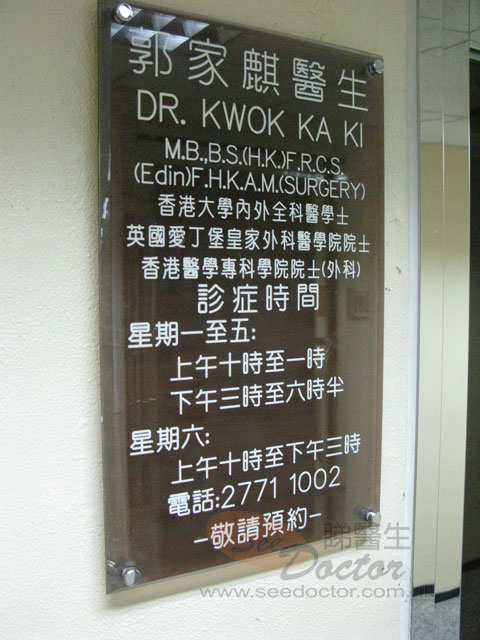 郭家麒醫生
DR. KWOK KA KI
M.B.,B.S.(H.K.)F.R.C.S.
(Edin)F.H.K.A.M.(SURGERY)
香港大學內外全科醫學士
英國愛丁堡皇家外科醫學院院士
香港醫學專科學院院士(外科)
診症時間
星期一至五:
上午十時至一時
下午三時至六時半
星期六:
上午十時至下午三時
電話:2771 1002
-敬請預約-
See 睇醫生
Doctor
www.seedoctor.com.hk